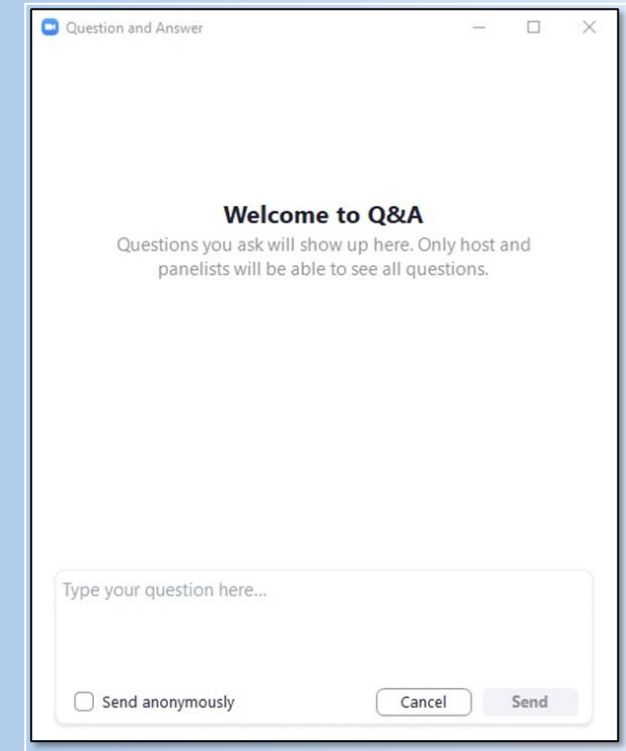 Question and Answer
Welcome to Q&A
Questions you ask will show up here. Only host and
panelists will be able to see all questions.
Type your question here...
Send anonymously
Cancel
Send